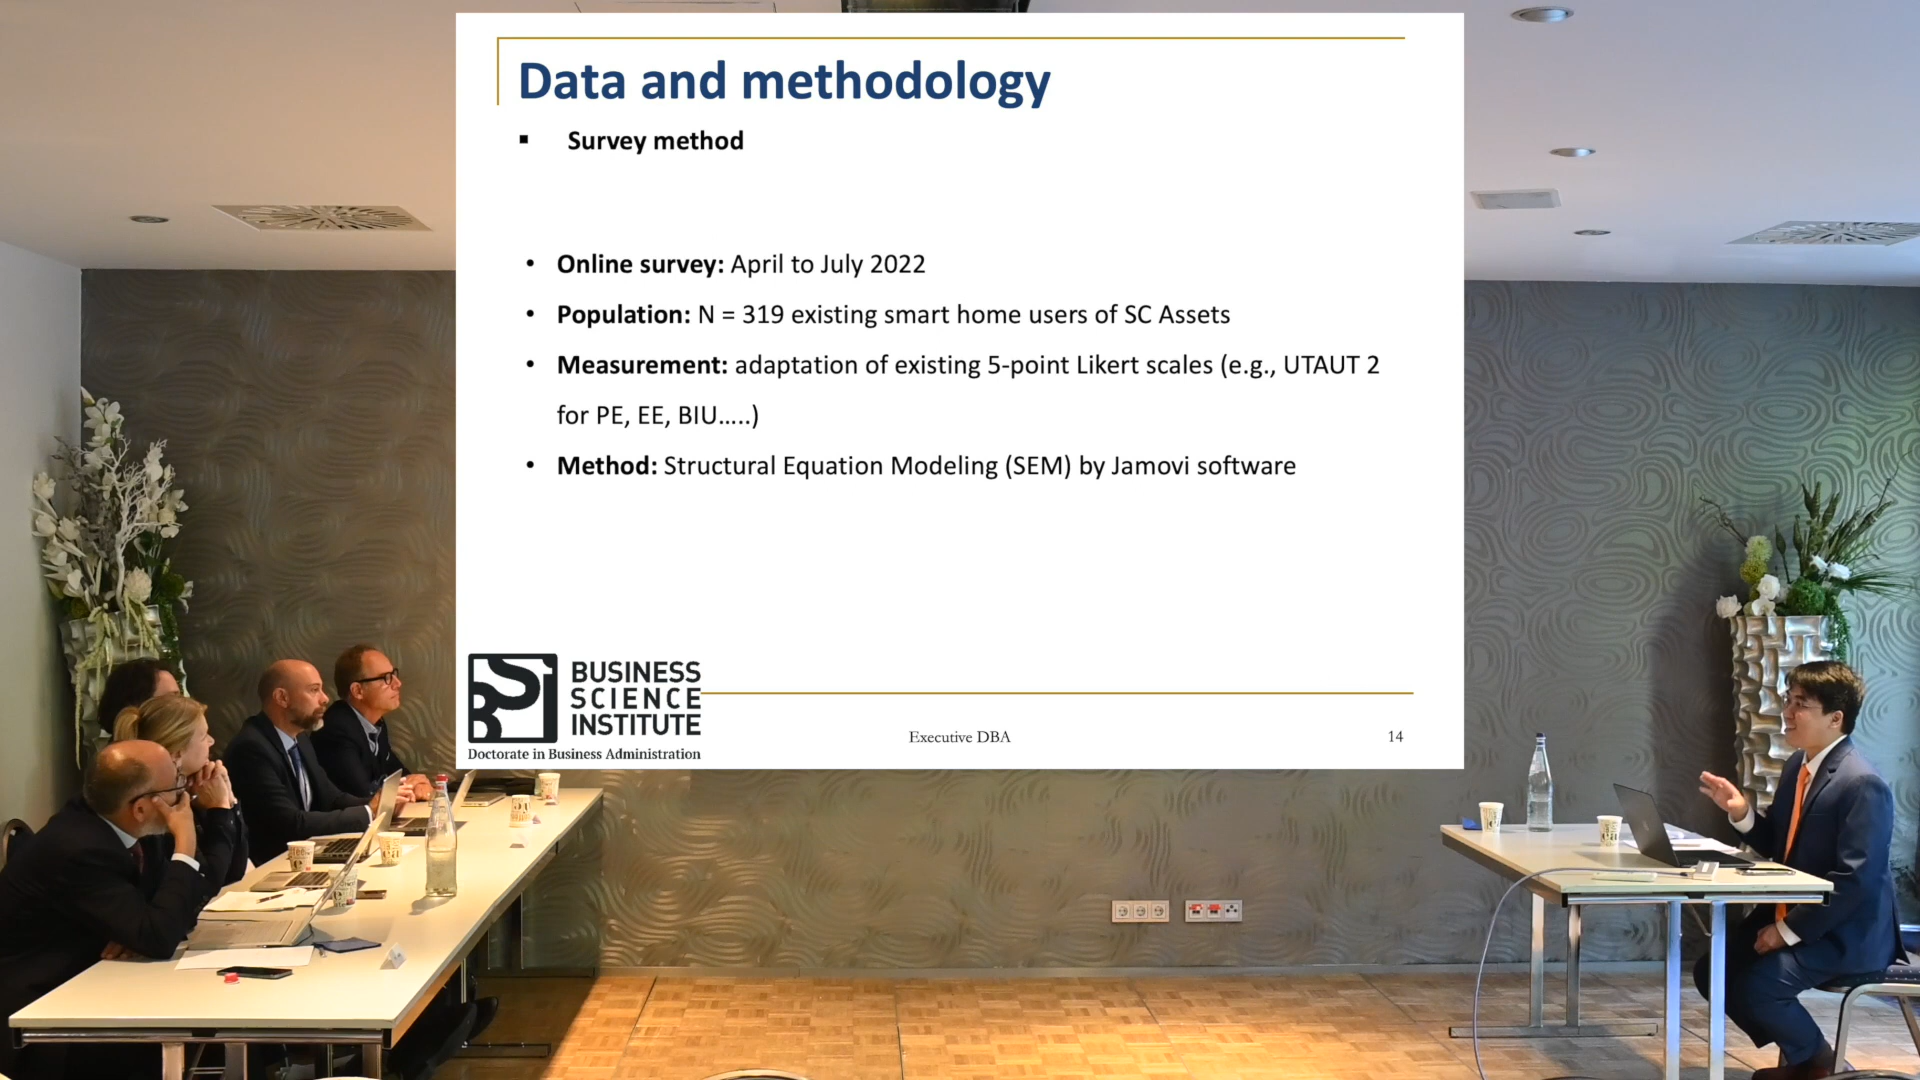 Data and methodology
▪ Survey method
• Online survey: April to July 2022
• Population: N = 319 existing smart home users of SC Assets
• Measurement: adaptation of existing 5-point Likert scales (e.g., UTAUT 2
for PE, EE, BIU…..)
• Method: Structural Equation Modeling (SEM) by Jamovi software
BUSINESS
SCIENCE
INSTITUTE
Doctorate in Business Administration
Executive DBA
14